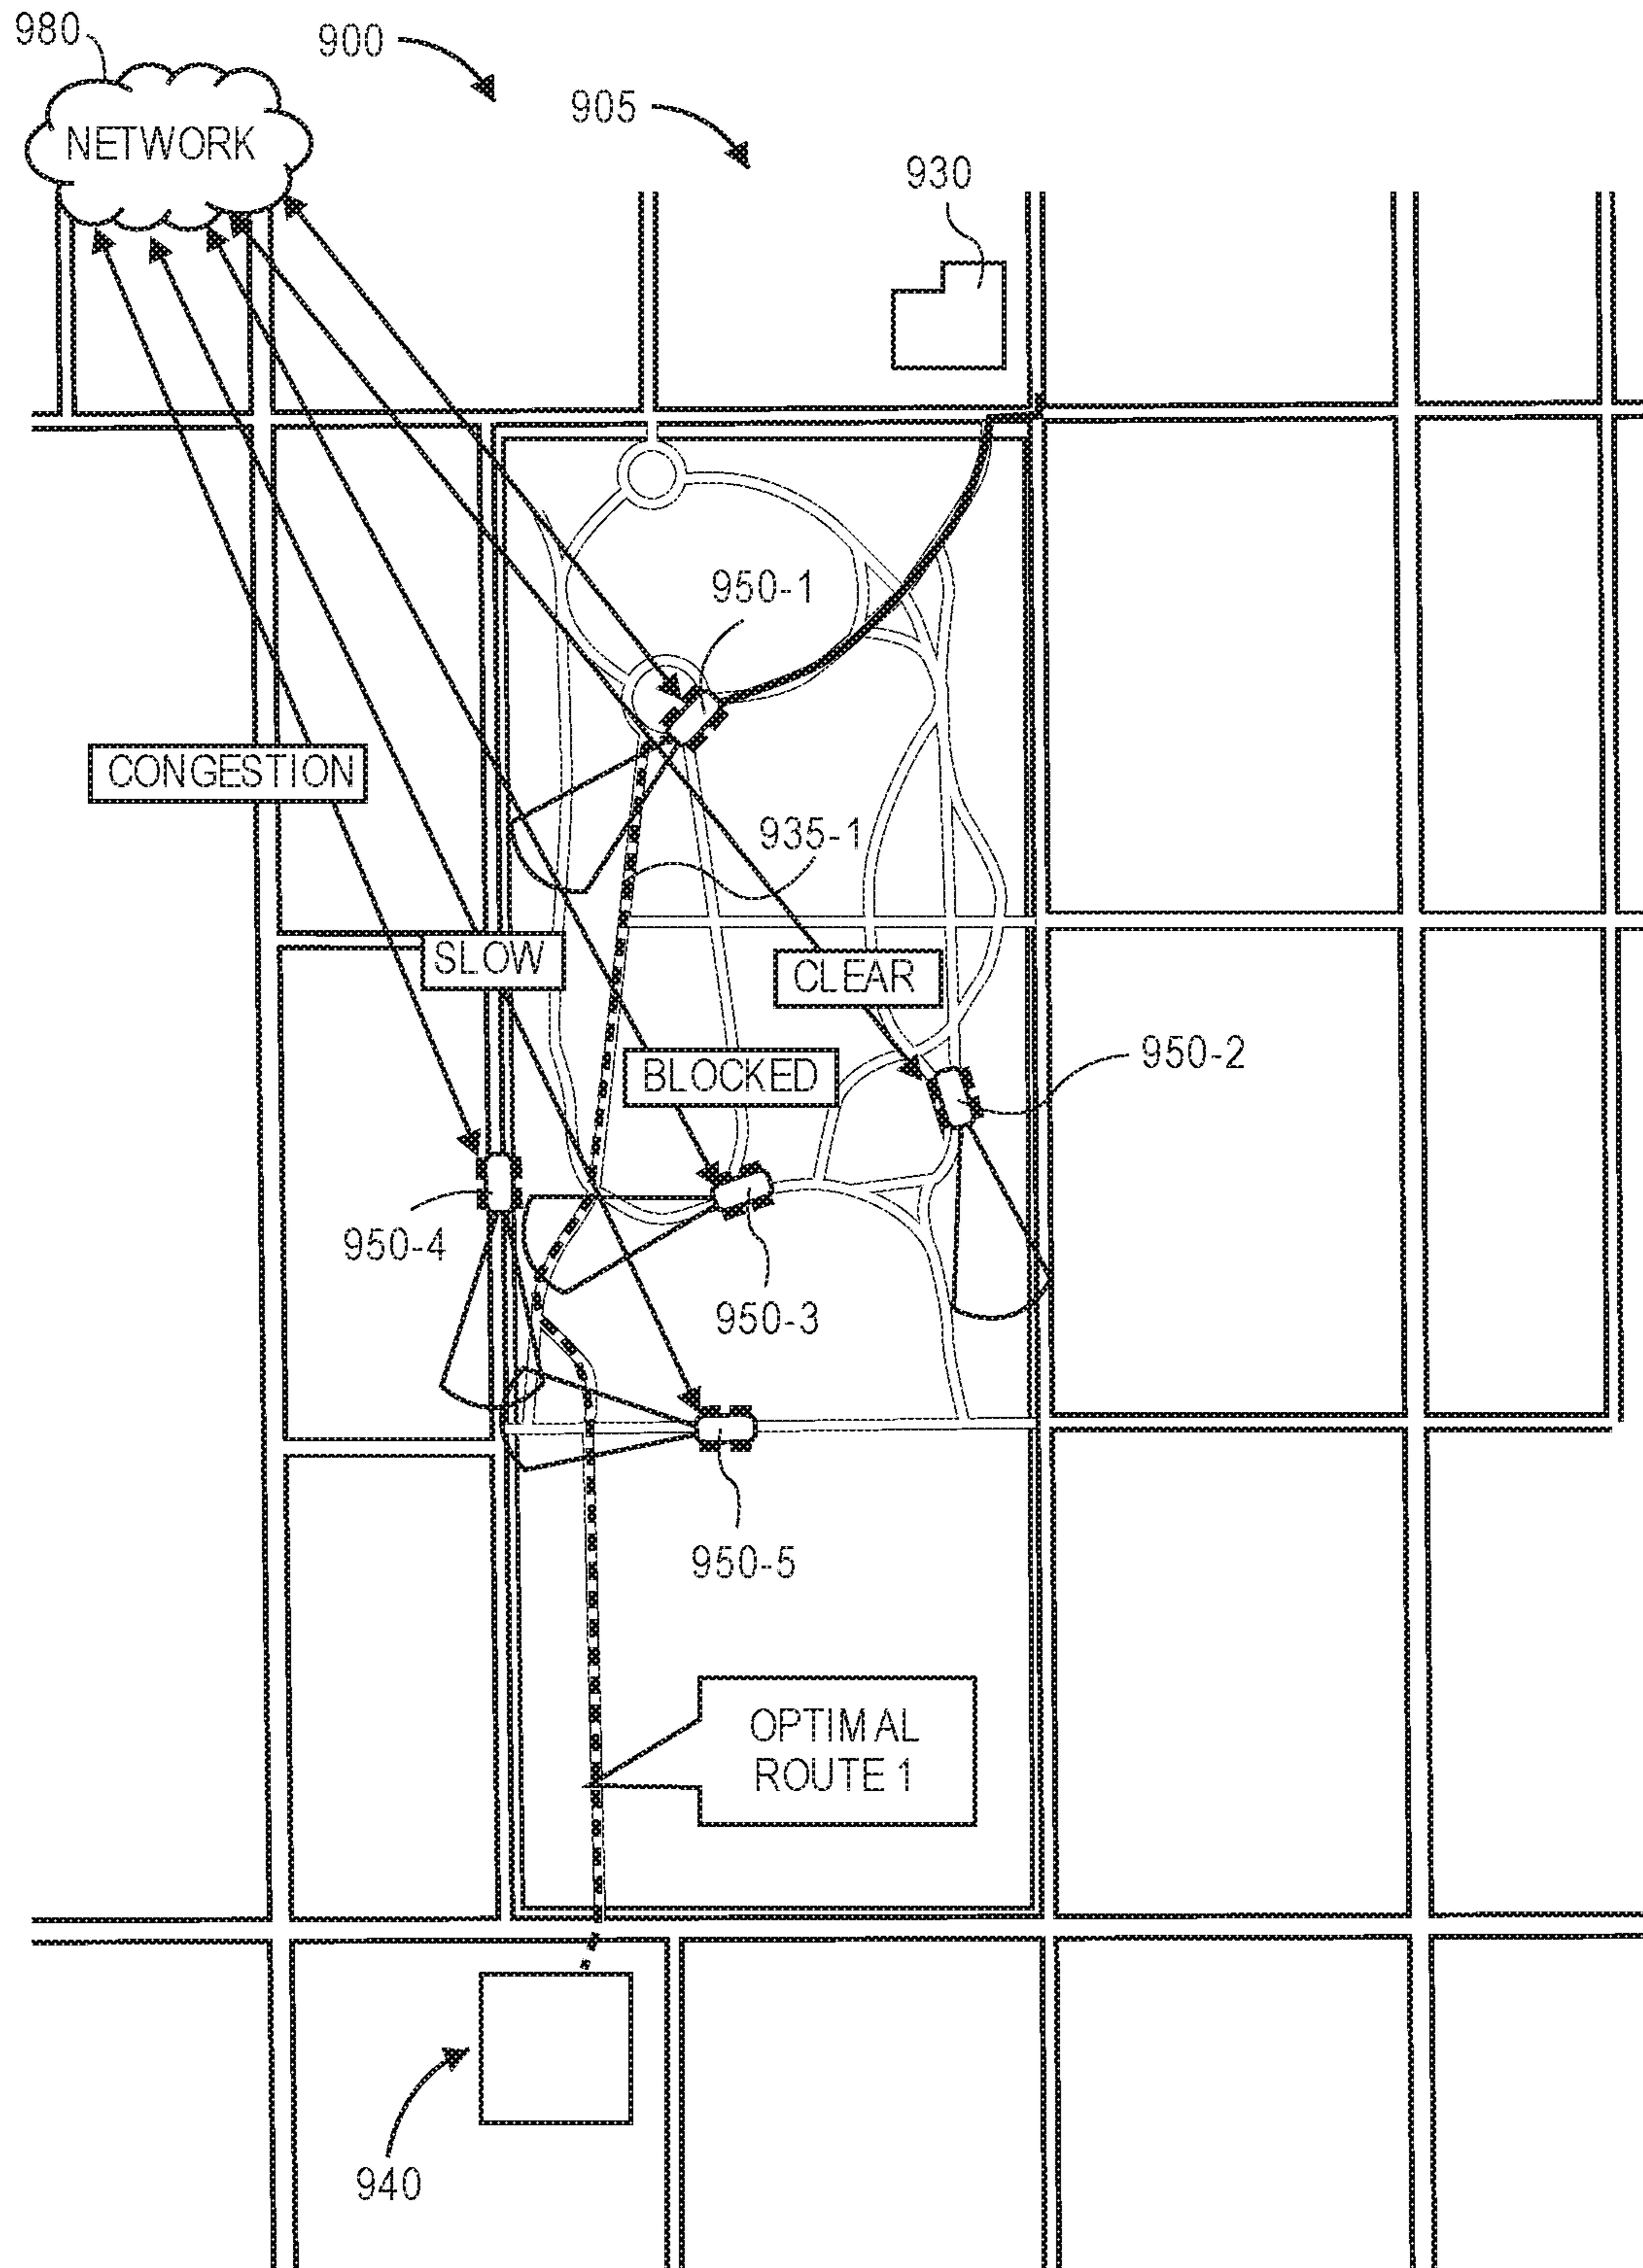 980
900
NETWORK
905
930
950-1
CONGESTION
935-1
SLOW
CLEAR
950-2
BLOCKED
950-4
950-3
950-5
OPTIMAL
ROUTE 1
940